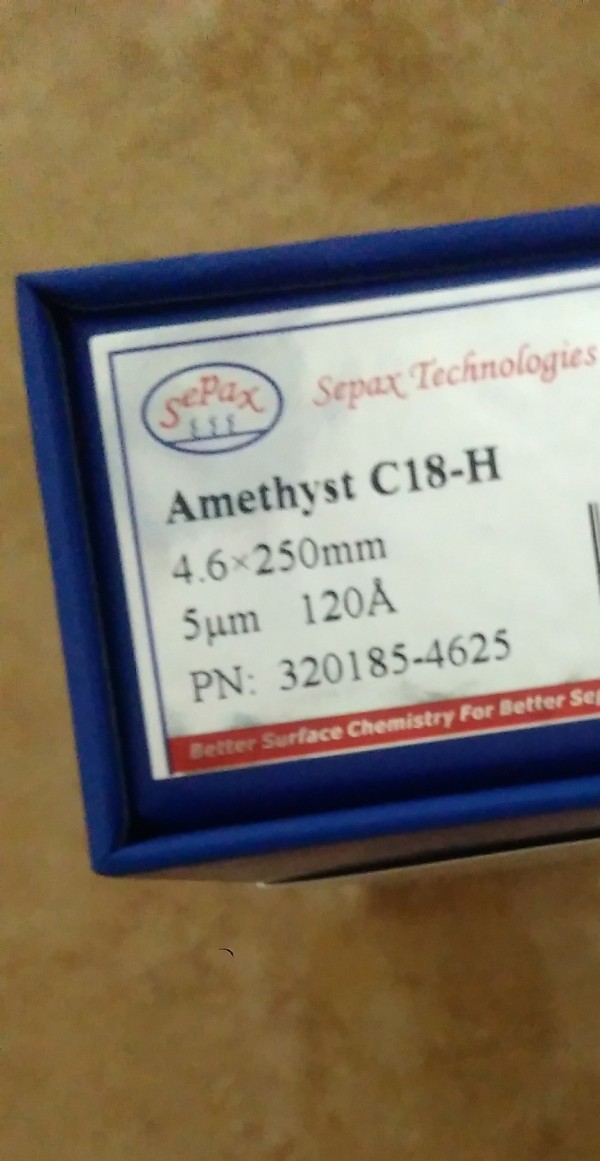 Sepax
Sepax Technologies
Amethyst C18-H
4.6×250mm
5μm 120Å
PN: 320185-4625
Better Surface Chemistry For Better